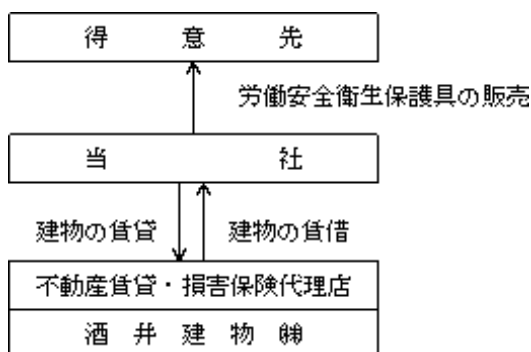 得意先
労働安全衛生保護具の販売
当社
建物の賃貸 建物の賃借
不動産賃貸・損害保険代理店
酒井建物㈱